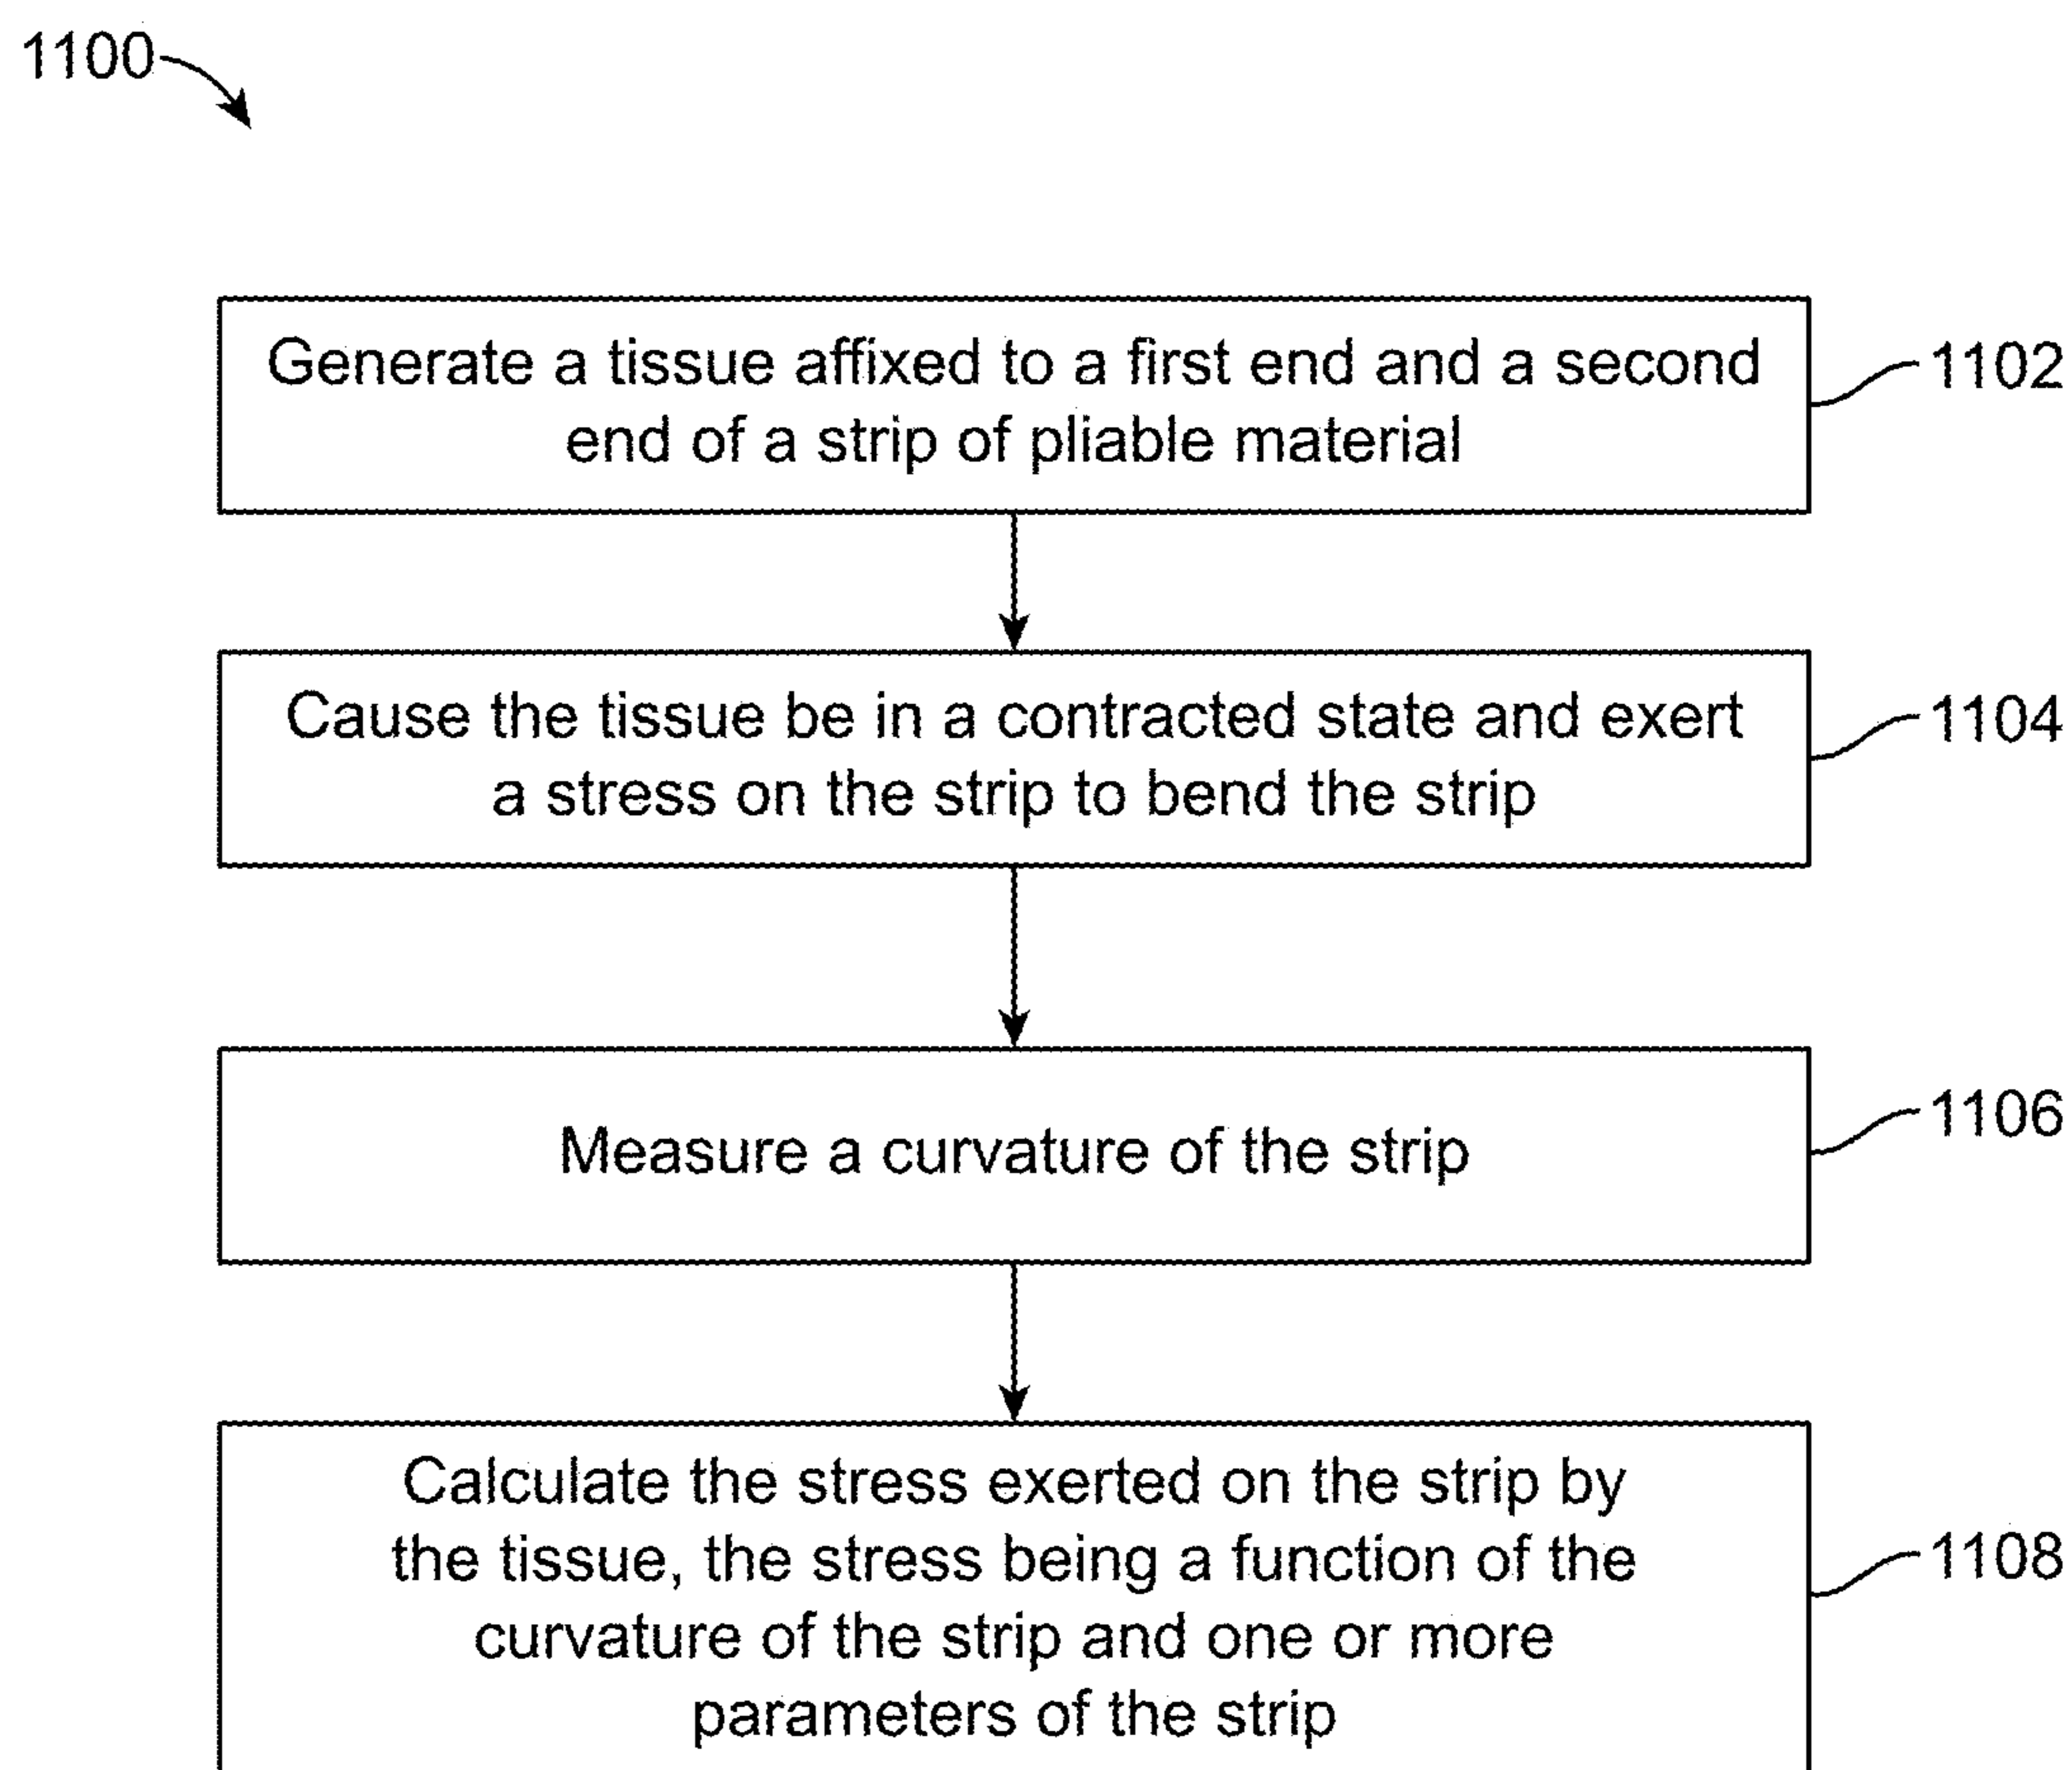 1100
Generate a tissue affixed to a first end and a second
end of a strip of pliable material
1102
Cause the tissue be in a contracted state and exert
a stress on the strip to bend the strip
1104
Measure a curvature of the strip
1106
Calculate the stress exerted on the strip by
the tissue, the stress being a function of the
curvature of the strip and one or more
parameters of the strip
1108